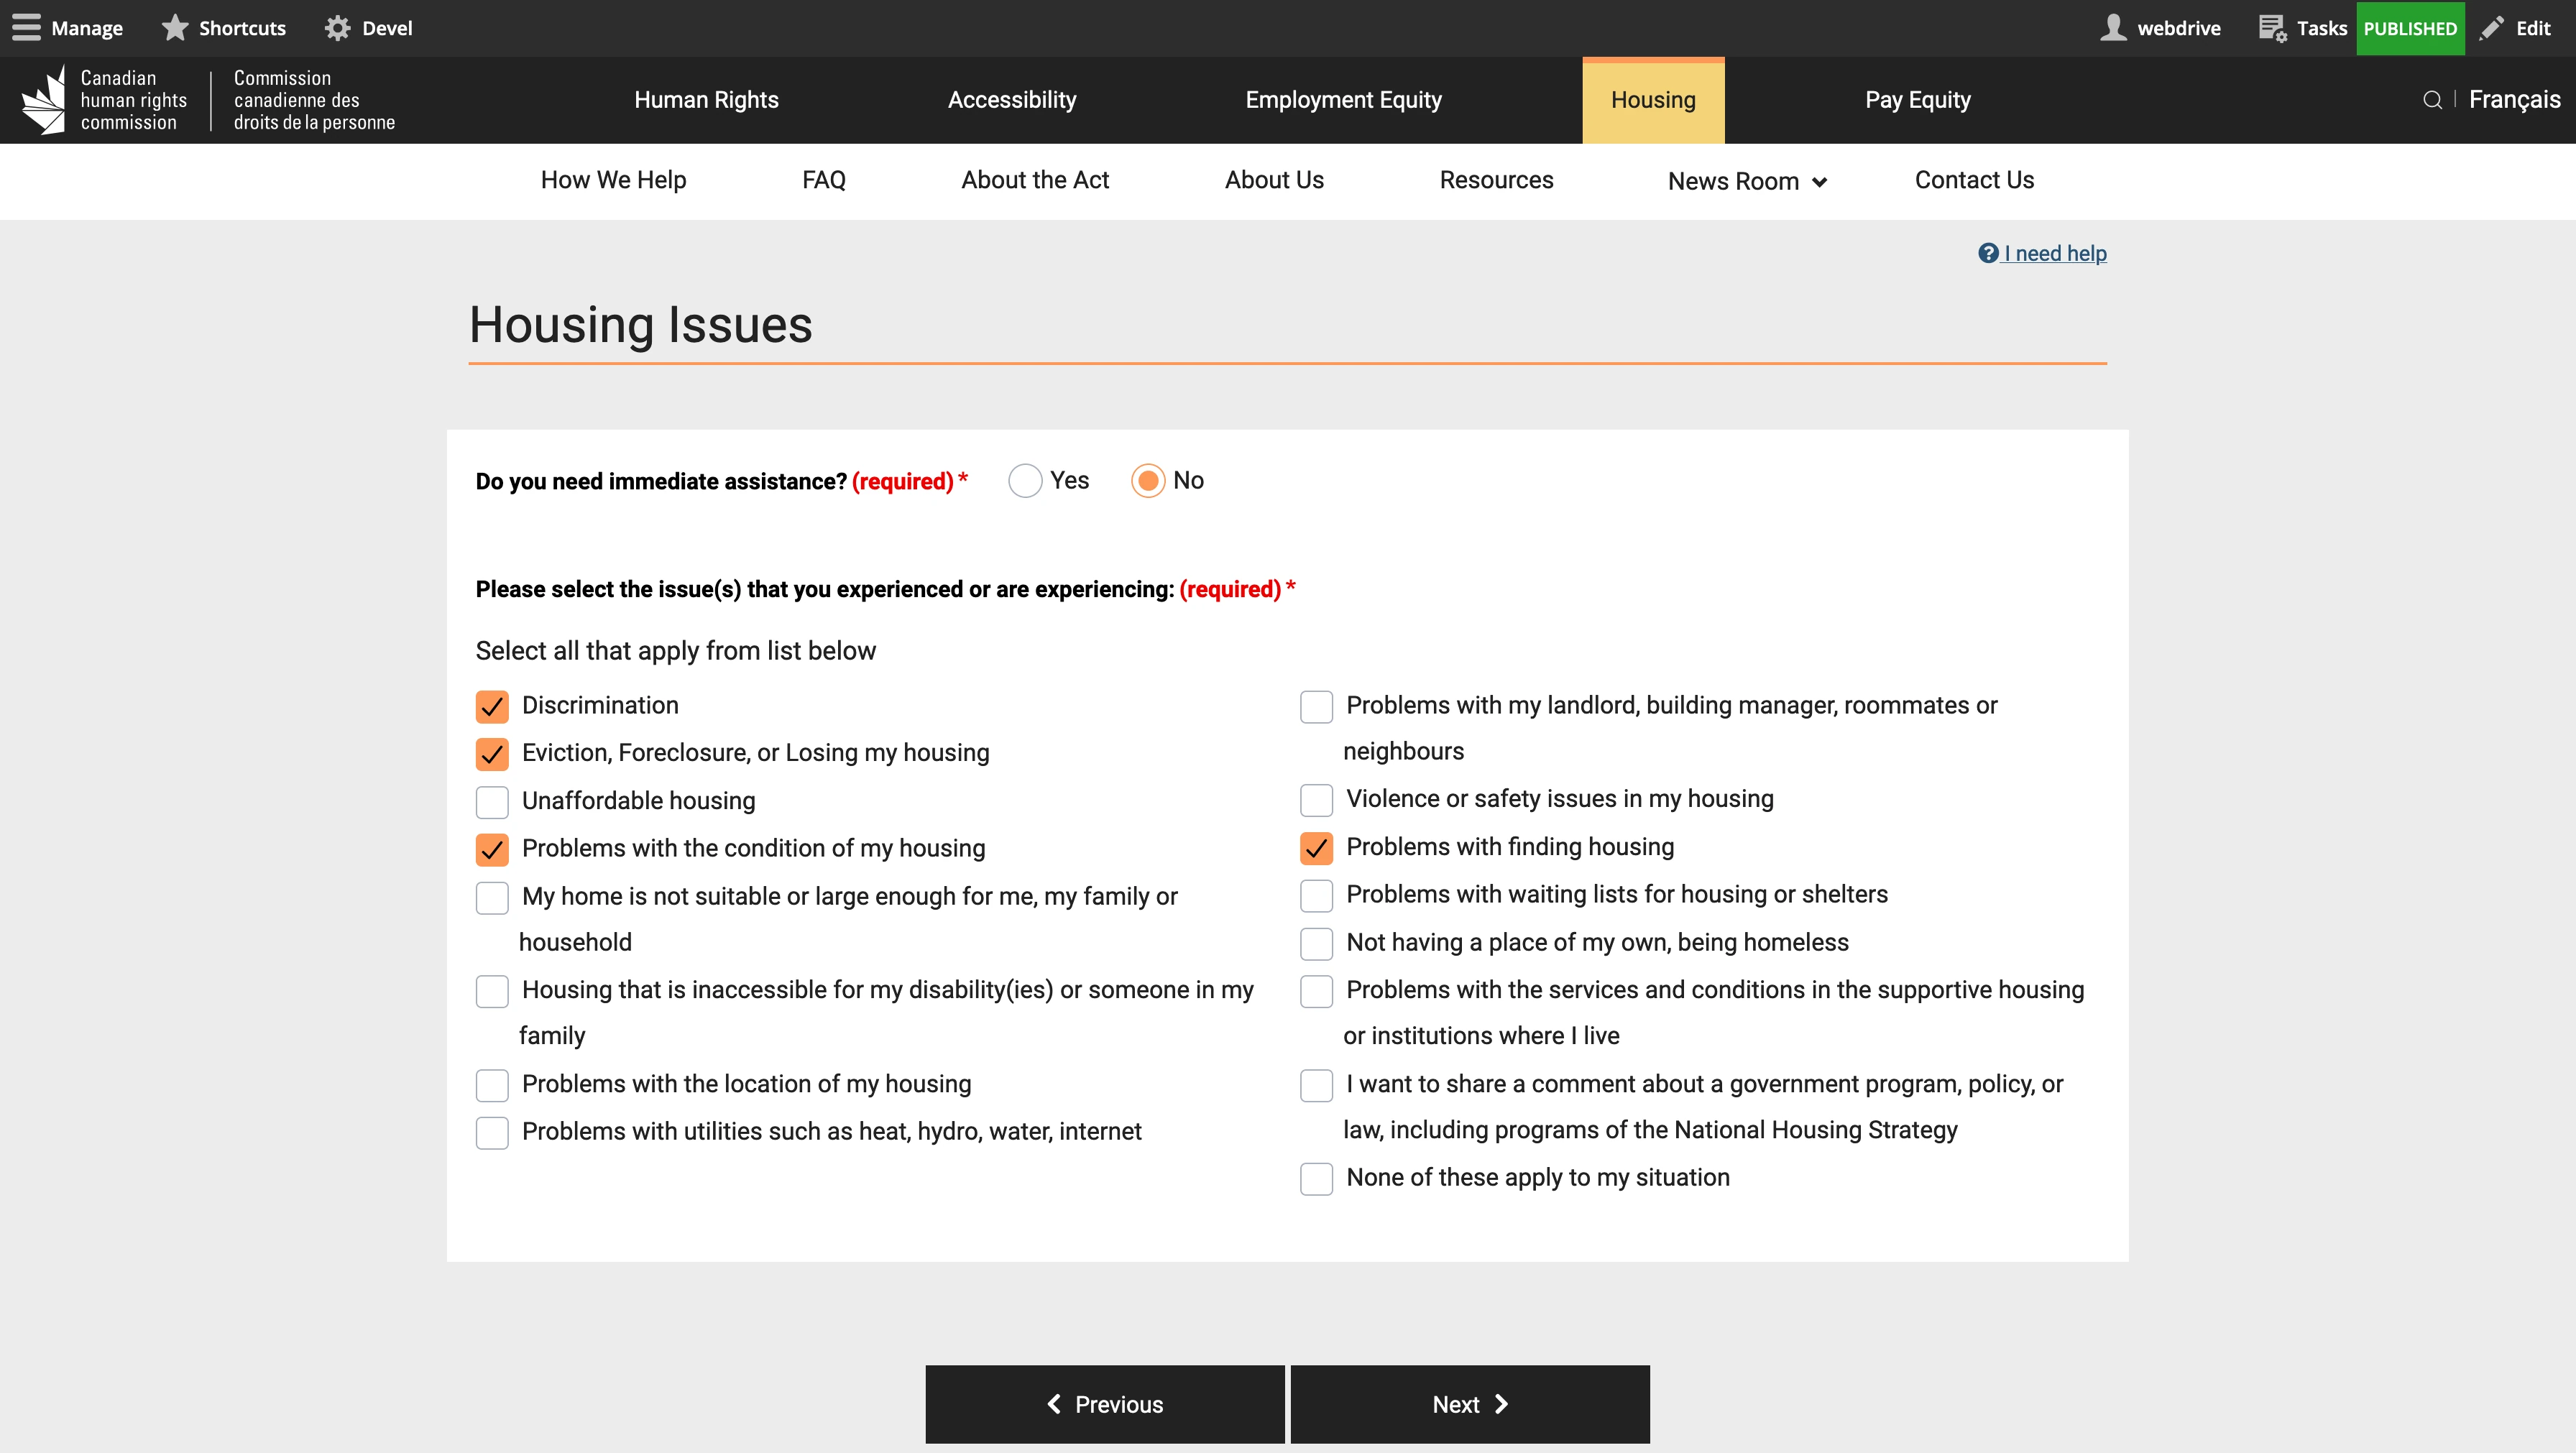 Manage
Shortcuts
Devel
webdrive
Tasks
PUBLISHED
Edit
Canadian
human rights
commission
Commission
canadienne des
droits de la personne
Human Rights
Accessibility
Employment Equity
Housing
Pay Equity
Français
How We Help
FAQ
About the Act
About Us
Resources
News Room
Contact Us
I need help
Housing Issues
Do you need immediate assistance? (required) *
Yes
No
Please select the issue(s) that you experienced or are experiencing: (required) *
Select all that apply from list below
Discrimination
Eviction, Foreclosure, or Losing my housing
Unaffordable housing
Problems with the condition of my housing
My home is not suitable or large enough for me, my family or
household
Housing that is inaccessible for my disability(ies) or someone in my
family
Problems with the location of my housing
Problems with utilities such as heat, hydro, water, internet
Problems with my landlord, building manager, roommates or
neighbours
Violence or safety issues in my housing
Problems with finding housing
Problems with waiting lists for housing or shelters
Not having a place of my own, being homeless
Problems with the services and conditions in the supportive housing
or institutions where I live
I want to share a comment about a government program, policy, or
law, including programs of the National Housing Strategy
None of these apply to my situation
Previous
Next